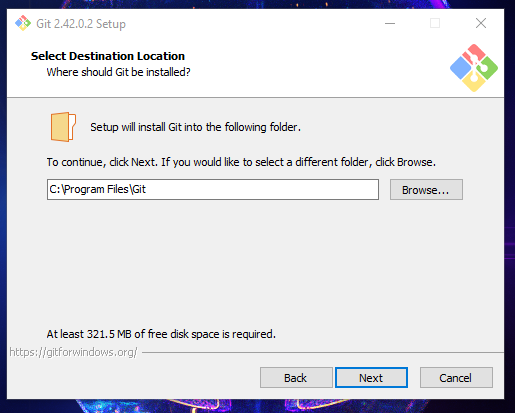 Git 2.42.0.2 Setup
Select Destination Location
Where should Git be installed?
Setup will install Git into the following folder.
To continue, click Next. If you would like to select a different folder, click Browse.
C:\Program Files\Git
Browse...
At least 321.5 MB of free disk space is required.
https://gitforwindows.org/
Back
Next
Cancel